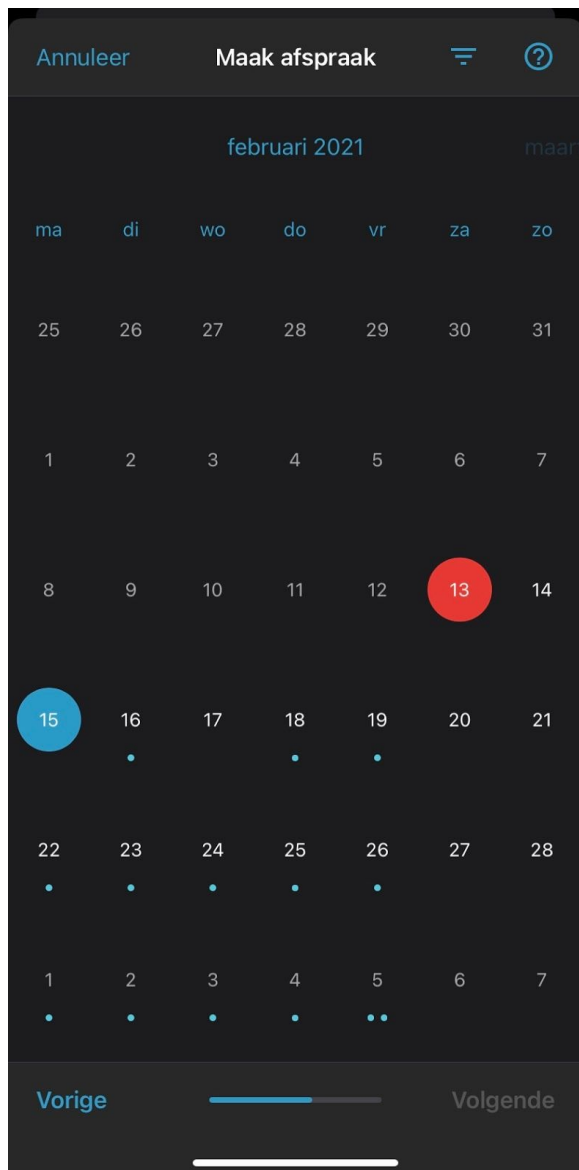 Annuleer Maak afspraak ?
februari 2021 maar
ma di wo do vr za zo
25 26 27 28 29 30 31
1 2 3 4 5 6 7
8 9 10 11 12 13 14
15 16 17 18 19 20 21
22 23 24 25 26 27 28
1 2 3 4 5 6 7
Vorige Volgende